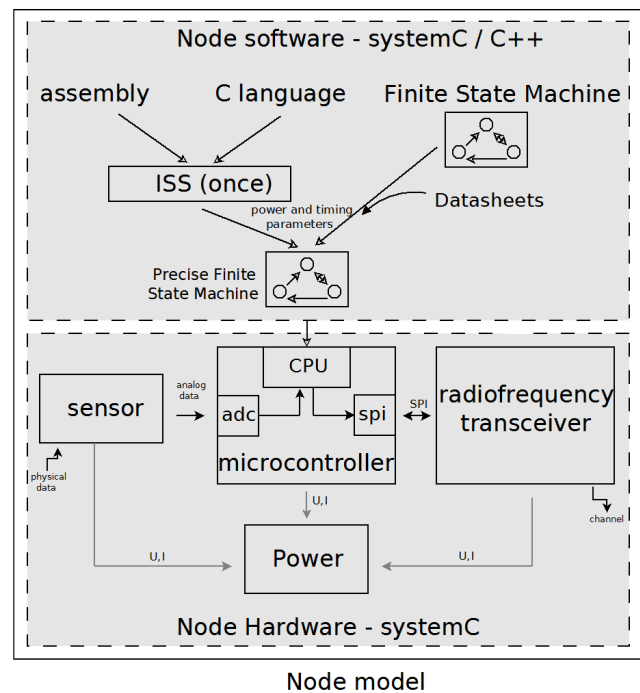 Node software - systemC / C++
assembly
C language
Finite State Machine
ISS (once)
power and timing
parameters
Datasheets
Precise Finite
State Machine
CPU
sensor
analog
data
adc
spi
SPI
radiofrequency
transceiver
microcontroller
physical
data
U,I
channel
Power
U,I
U,I
Node Hardware - systemC
Node model